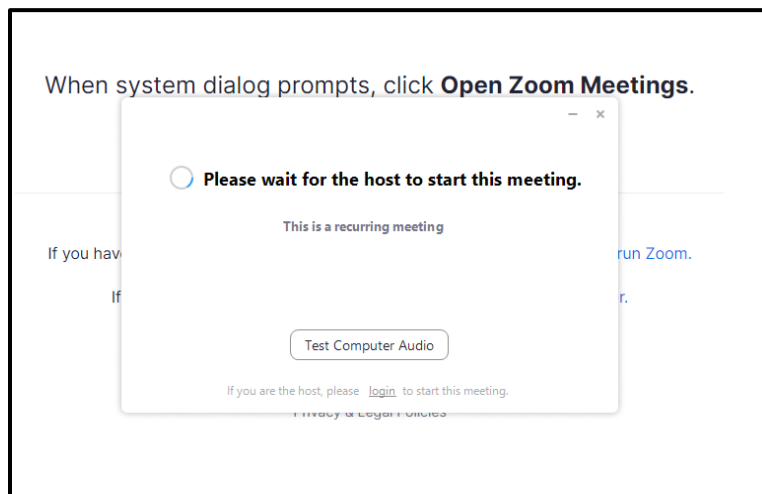 When system dialog prompts, click Open Zoom Meetings.
Please wait for the host to start this meeting.
This is a recurring meeting
If you have run Zoom.
If
Test Computer Audio
If you are the host, please login to start this meeting.
Privacy & Legal Policies